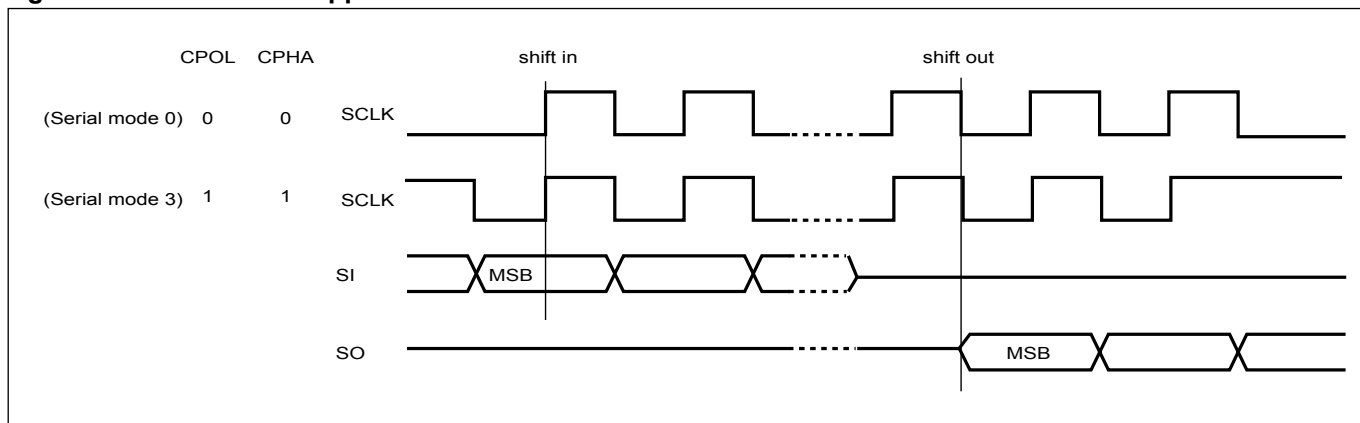 CPOL CPHA shift in shift out
(Serial mode 0) 0 0 SCLK
(Serial mode 3) 1 1 SCLK
SI MSB
SO MSB